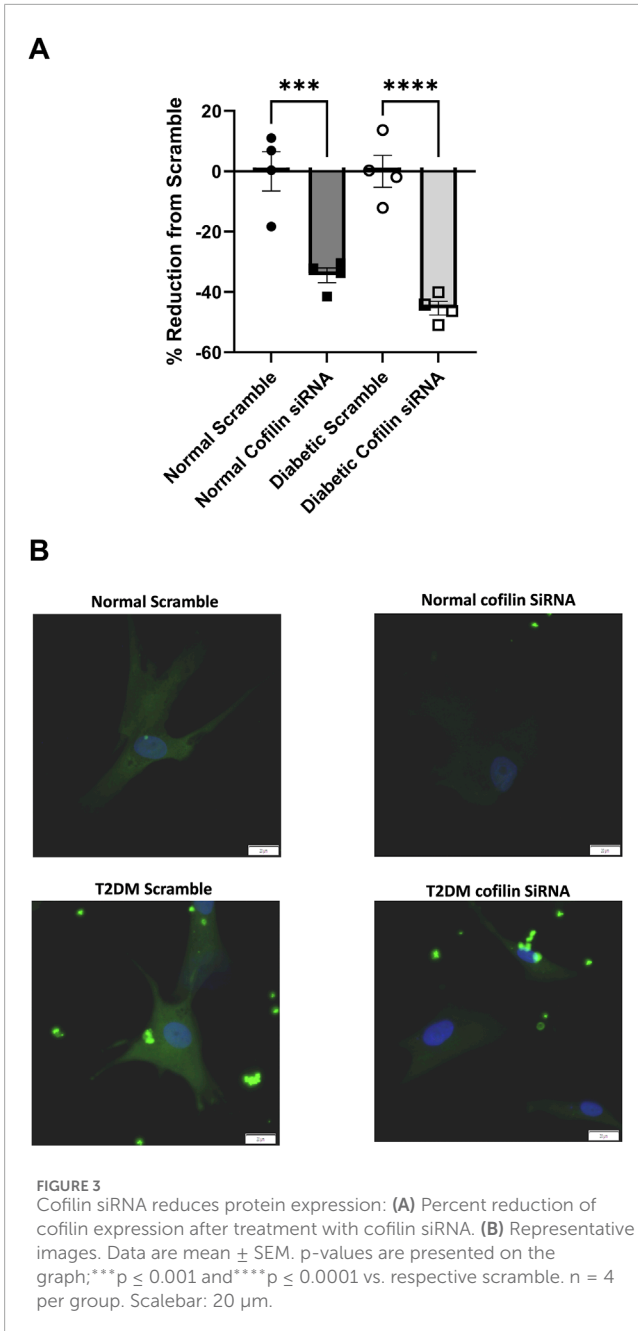 A
*** ****
% Reduction from Scramble
20
0
-20
-40
-60
Normal Scramble
Normal Cofilin siRNA
Diabetic Scramble
Diabetic Cofilin siRNA
B
Normal Scramble
Normal cofilin SiRNA
T2DM Scramble
T2DM cofilin SiRNA
FIGURE 3
Cofilin siRNA reduces protein expression: (A) Percent reduction of
cofilin expression after treatment with cofilin siRNA. (B) Representative
images. Data are mean ± SEM. p-values are presented on the
graph;***p ≤ 0.001 and****p ≤ 0.0001 vs. respective scramble. n = 4
per group. Scalebar: 20 μm.